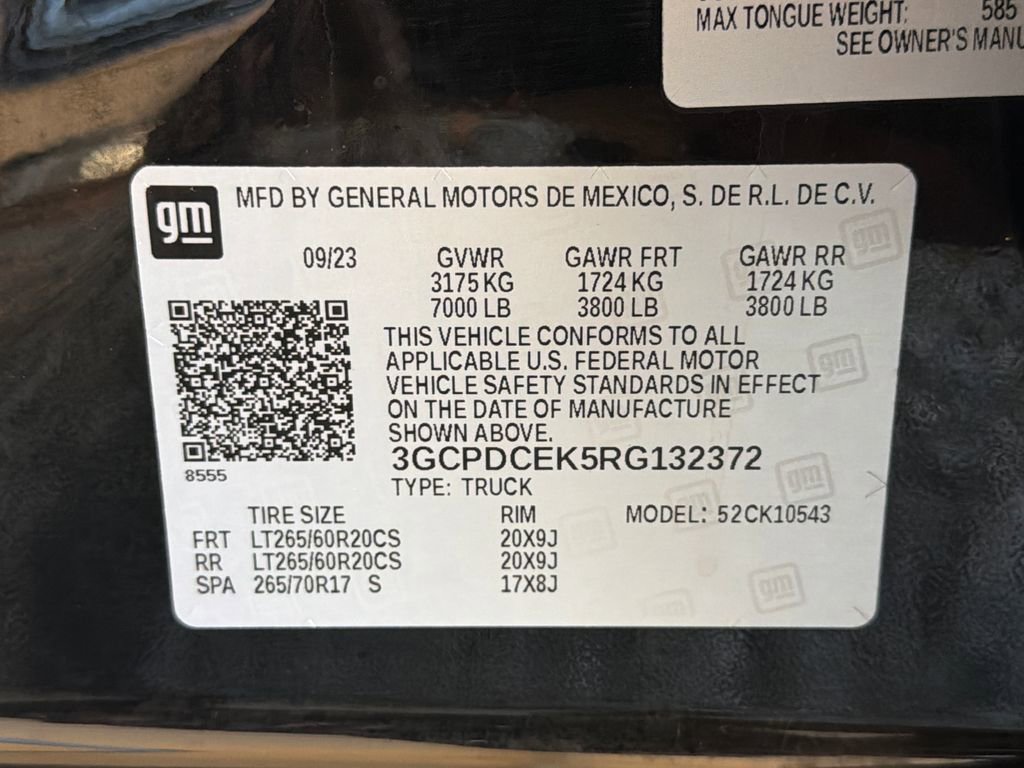 MAX TONGUE WEIGHT: 585
SEE OWNER'S MANU
gm
MFD BY GENERAL MOTORS DE MEXICO, S. DE R.L. DE C.V.
09/23 GVWR GAWR FRT GAWR RR
3175 KG 1724 KG 1724 KG
7000 LB 3800 LB 3800 LB
THIS VEHICLE CONFORMS TO ALL
APPLICABLE U.S. FEDERAL MOTOR
VEHICLE SAFETY STANDARDS IN EFFECT
ON THE DATE OF MANUFACTURE
SHOWN ABOVE.
3GCPDCEK5RG132372
8555
TYPE: TRUCK
TIRE SIZE RIM MODEL: 52CK10543
FRT LT265/60R20CS 20X9J
RR LT265/60R20CS 20X9J
SPA 265/70R17 S 17X8J